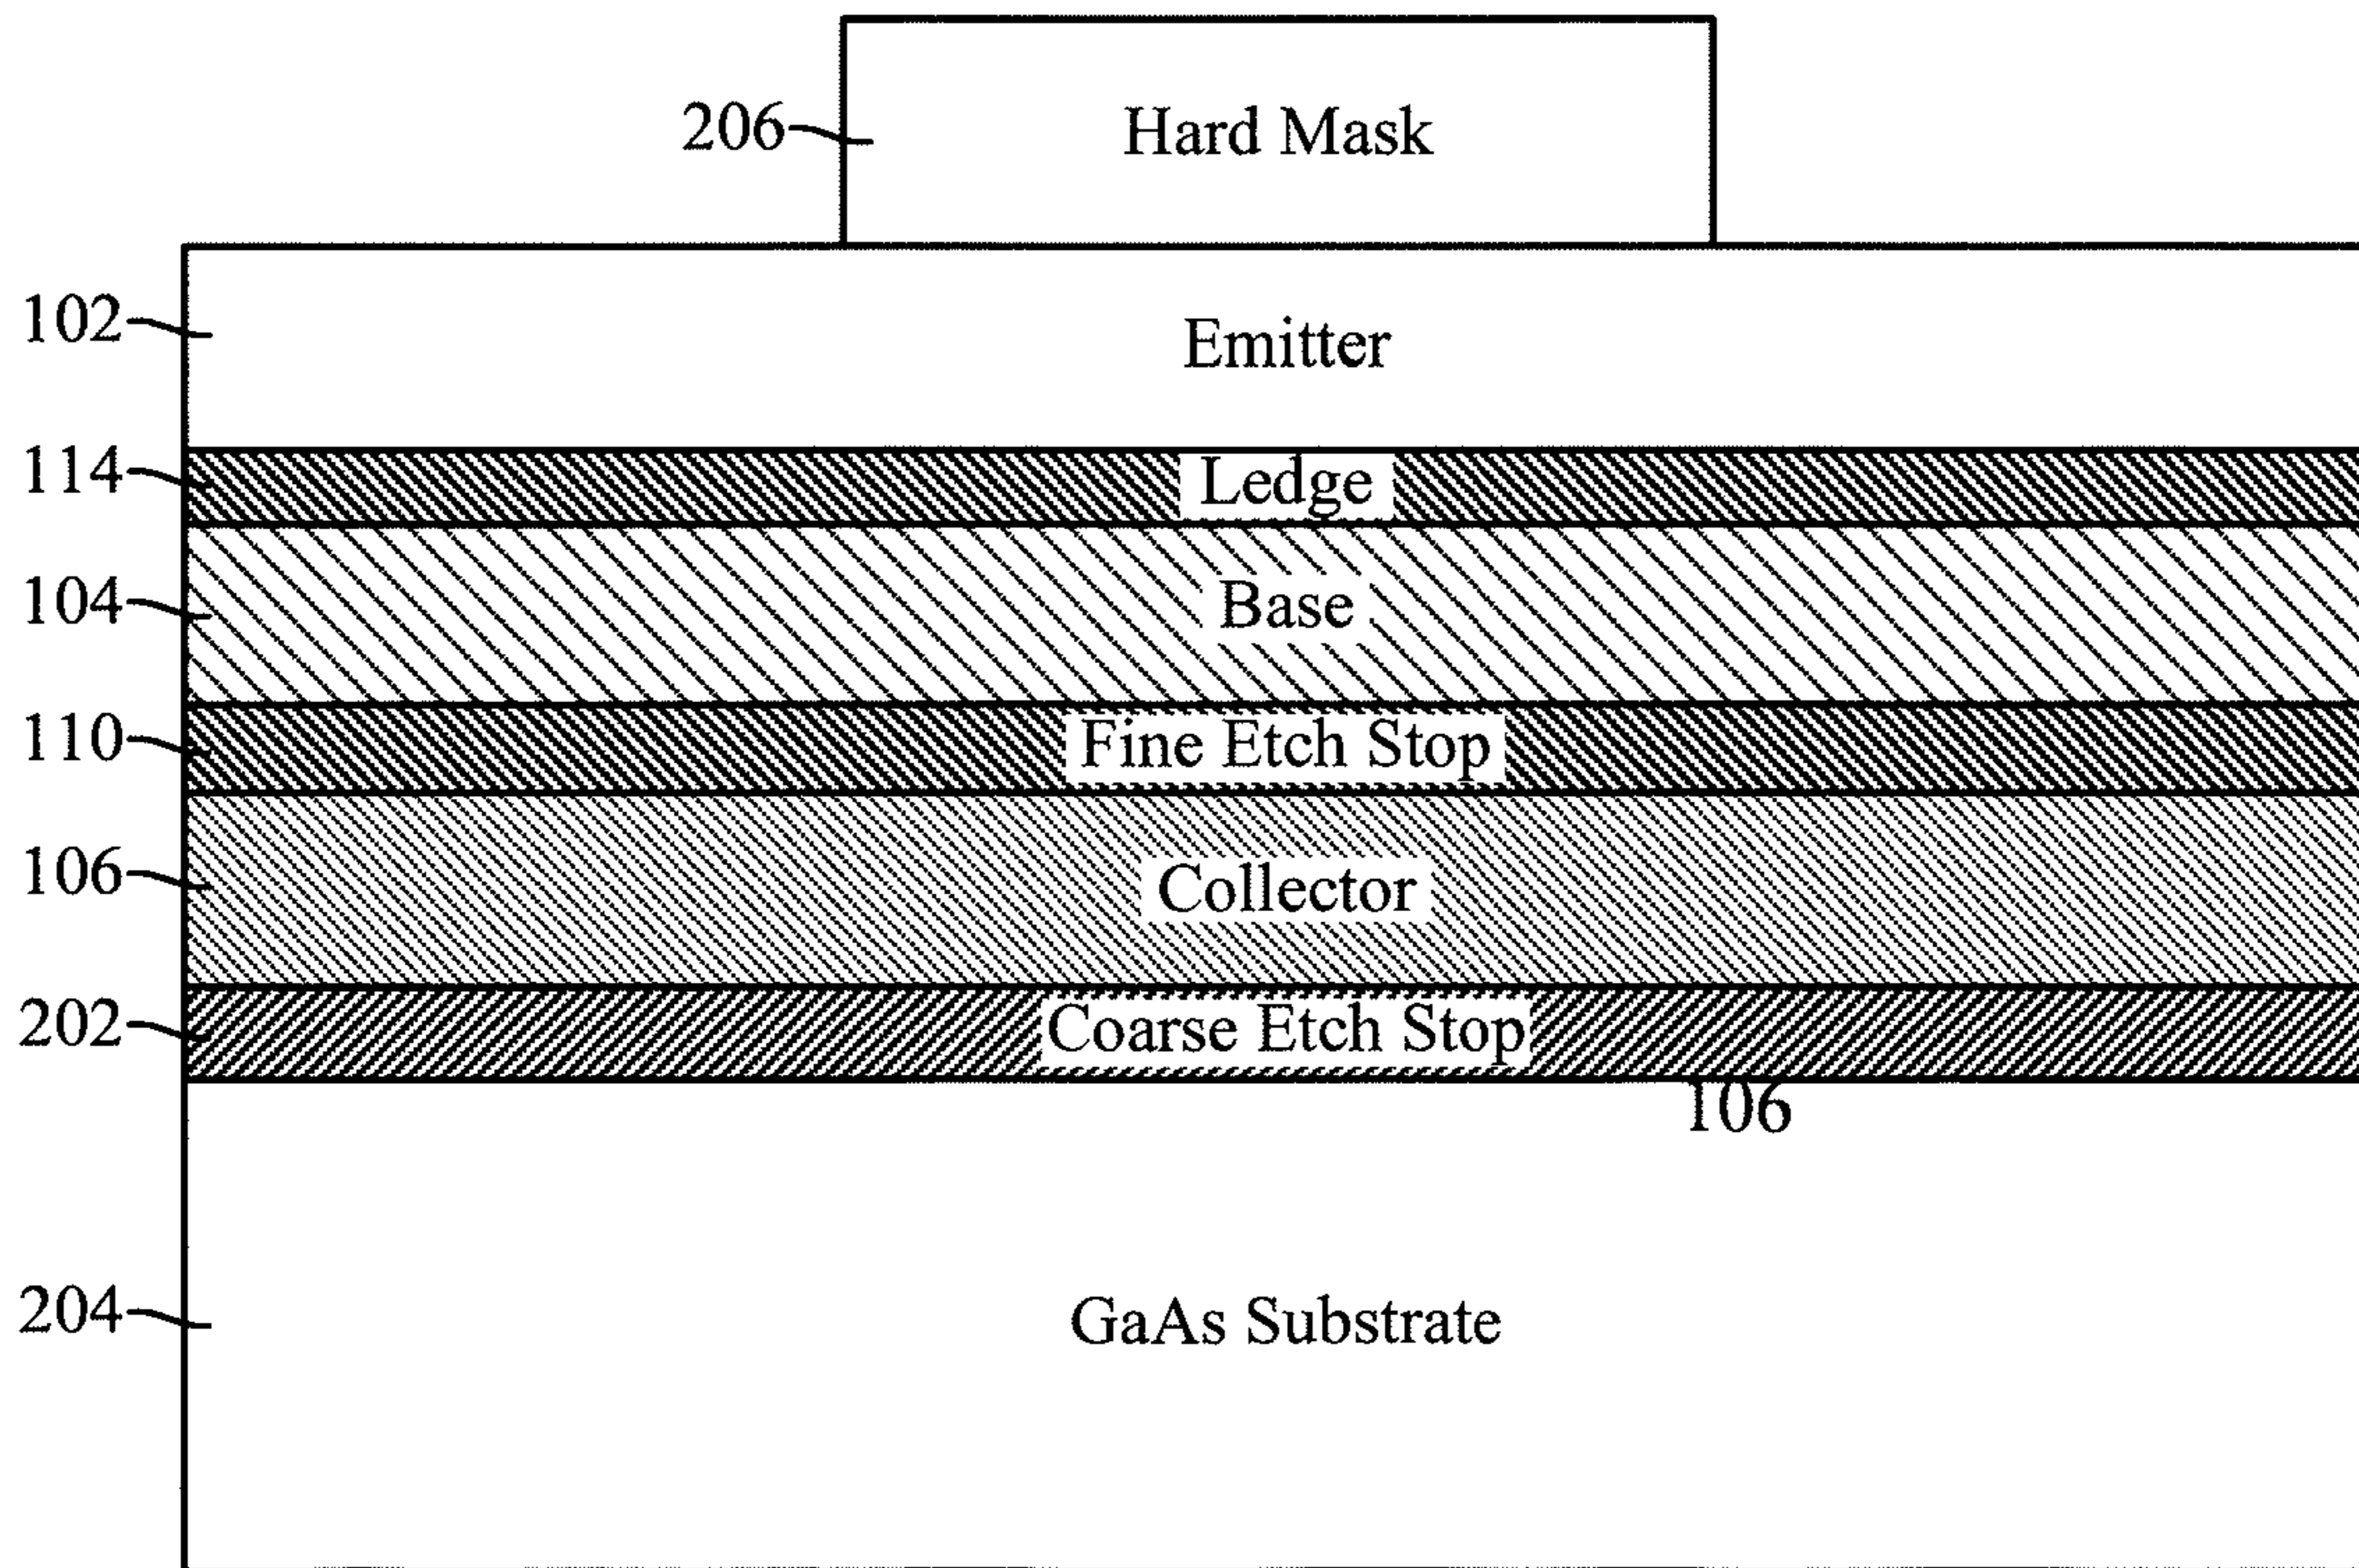 206 Hard Mask
102 Emitter
114 Ledge
104 Base
110 Fine Etch Stop
106 Collector
202 Coarse Etch Stop
106
204 GaAs Substrate